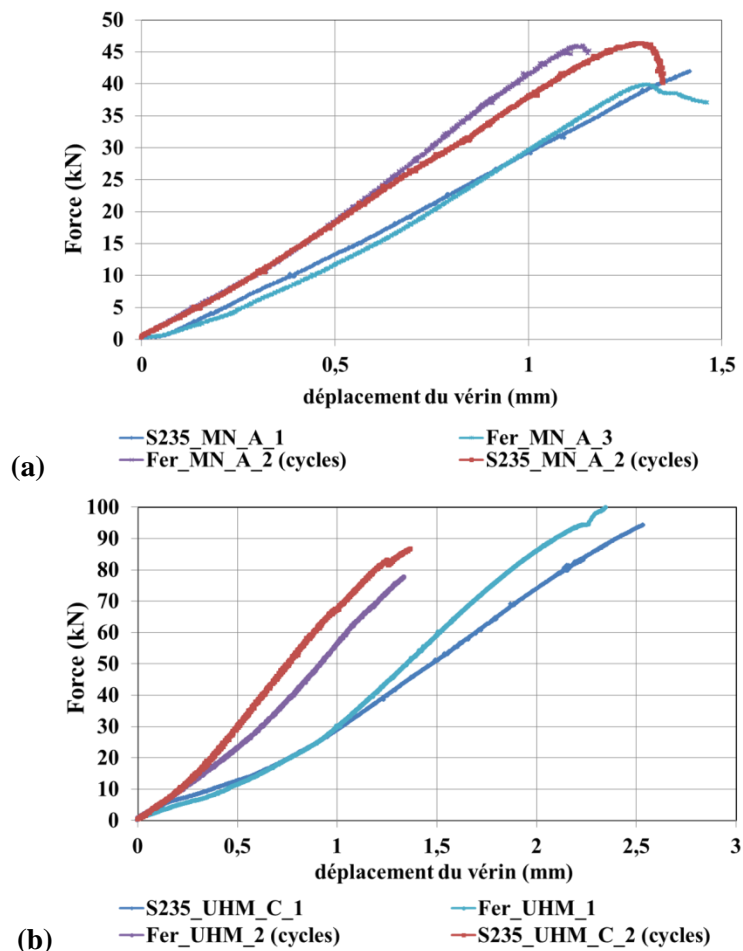 50
45
40
35
30
25
20
15
10
5
0
Force (kN)
0 0,5 1 1,5
déplacement du vérin (mm)
S235_MN_A_1 Fer_MN_A_3
Fer_MN_A_2 (cycles) S235_MN_A_2 (cycles)
(a)
100
90
80
70
60
50
40
30
20
10
0
Force (kN)
0 0,5 1 1,5 2 2,5 3
déplacement du vérin (mm)
S235_UHM_C_1 Fer_UHM_1
Fer_UHM_2 (cycles) S235_UHM_C_2 (cycles)
(b)